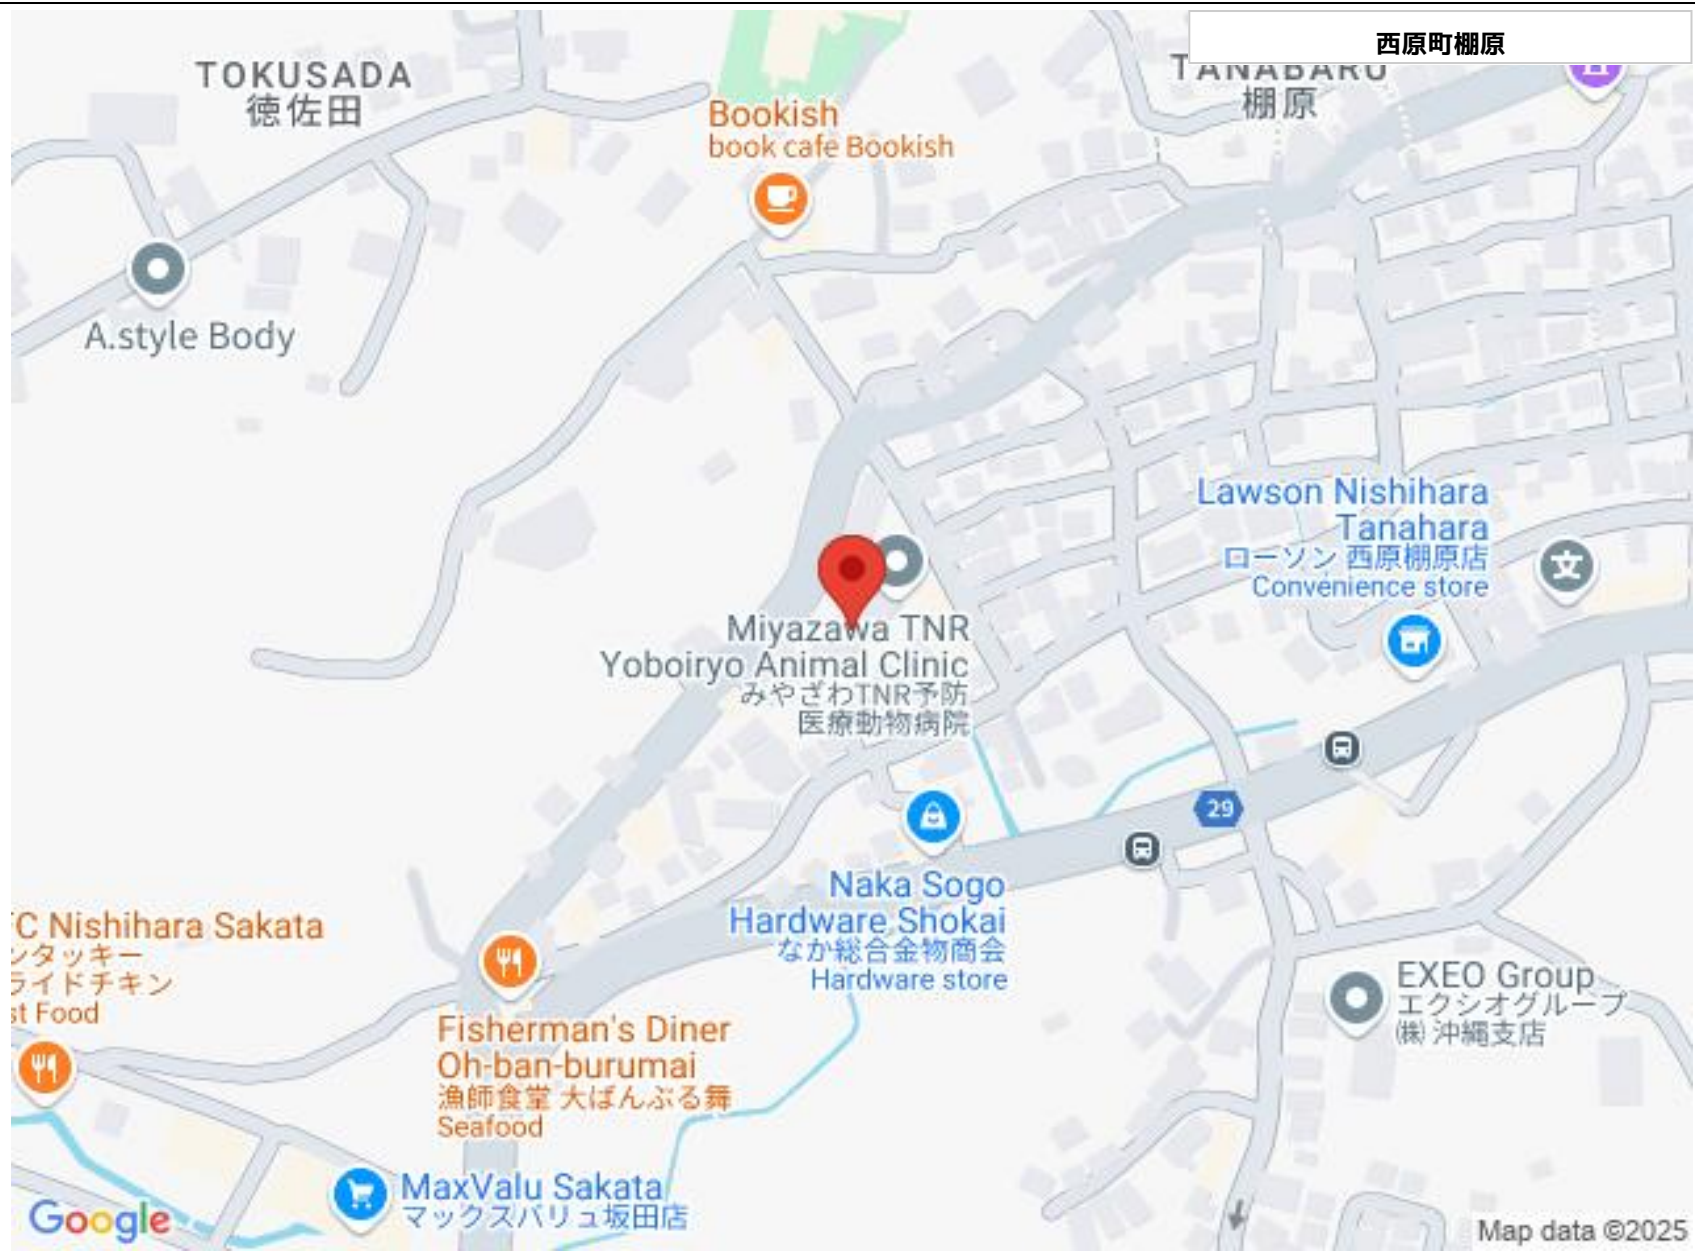 西原町棚原
TOKUSADA
徳佐田
TANABARU
棚原
Bookish
book cafe Bookish
A.style Body
Lawson Nishihara
Tanahara
ローソン 西原棚原店
Convenience store
文
Miyazawa TNR
Yoboiryo Animal Clinic
みやざわTNR予防
医療動物病院
29
Naka Sogo
Hardware Shokai
なか総合金物商会
Hardware store
C Nishihara Sakata
ンタッキー
ライドチキン
st Food
EXEO Group
エクシオグループ
㈱ 沖縄支店
Fisherman's Diner
Oh-ban-burumai
漁師食堂 大ばんぶる舞
Seafood
MaxValu Sakata
マックスバリュ坂田店
Google
Map data ©2025